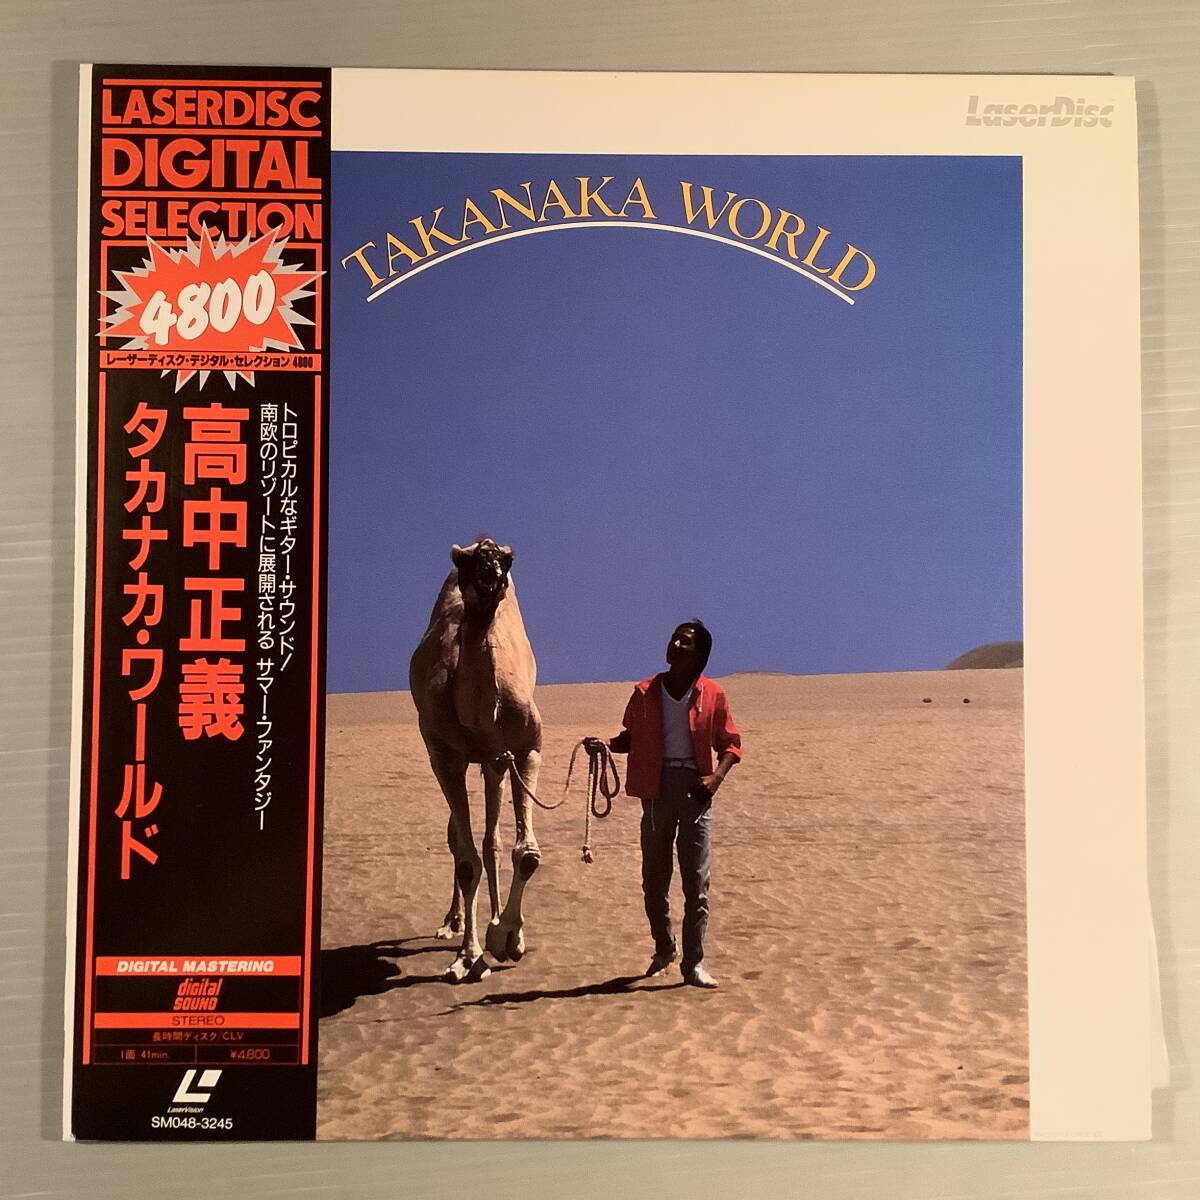 LASERDISC
DIGITAL
SELECTION
4800
レーザーディスク・デジタル・セレクション 4800
トロピカルなギター・サウンド!
南欧のリゾートに展開される サマー・ファンタジー
高中正義
タカナカ・ワールド
DIGITAL MASTERING
digital
SOUND
STEREO
長時間ディスク/CLV
1面 41min.
¥4,800
LaserVision
SM048-3245
LaserDisc
TAKANAKA WORLD